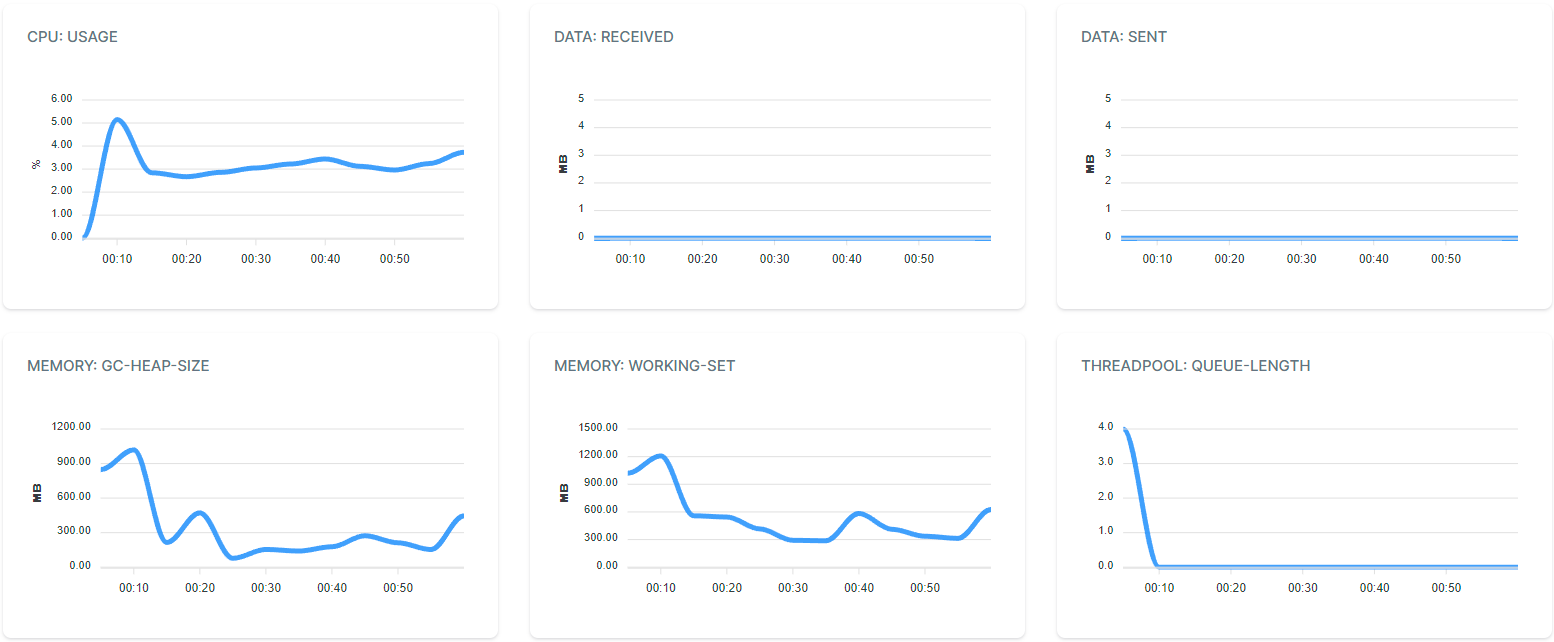 CPU: USAGE
6.00
5.00
4.00
3.00
2.00
1.00
0.00
%
00:10 00:20 00:30 00:40 00:50
DATA: RECEIVED
5
4
3
2
1
0
MB
00:10 00:20 00:30 00:40 00:50
DATA: SENT
5
4
3
2
1
0
MB
00:10 00:20 00:30 00:40 00:50
MEMORY: GC-HEAP-SIZE
1200.00
900.00
600.00
300.00
0.00
MB
00:10 00:20 00:30 00:40 00:50
MEMORY: WORKING-SET
1500.00
1200.00
900.00
600.00
300.00
0.00
MB
00:10 00:20 00:30 00:40 00:50
THREADPOOL: QUEUE-LENGTH
4.0
3.0
2.0
1.0
0.0
00:10 00:20 00:30 00:40 00:50